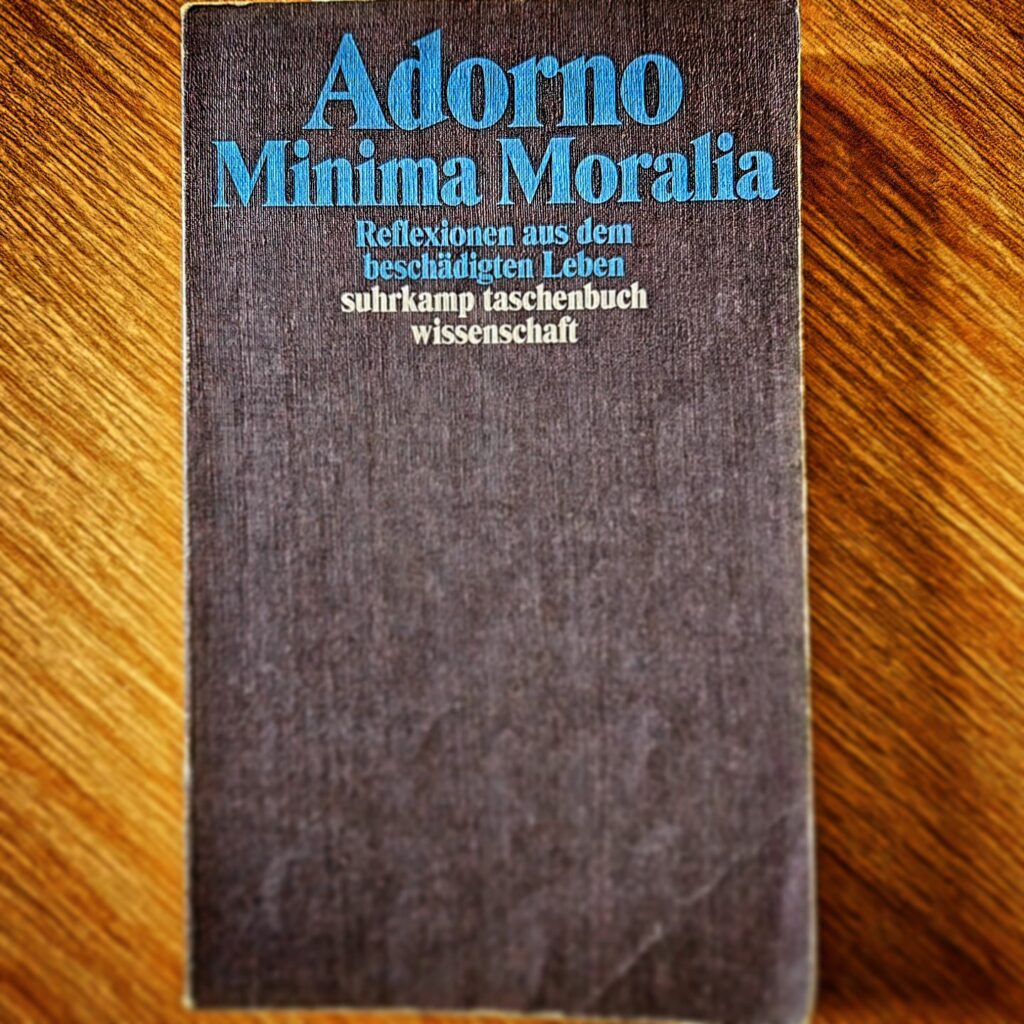 Adorno
Minima Moralia
Reflexionen aus dem
beschädigten Leben
suhrkamp taschenbuch
wissenschaft